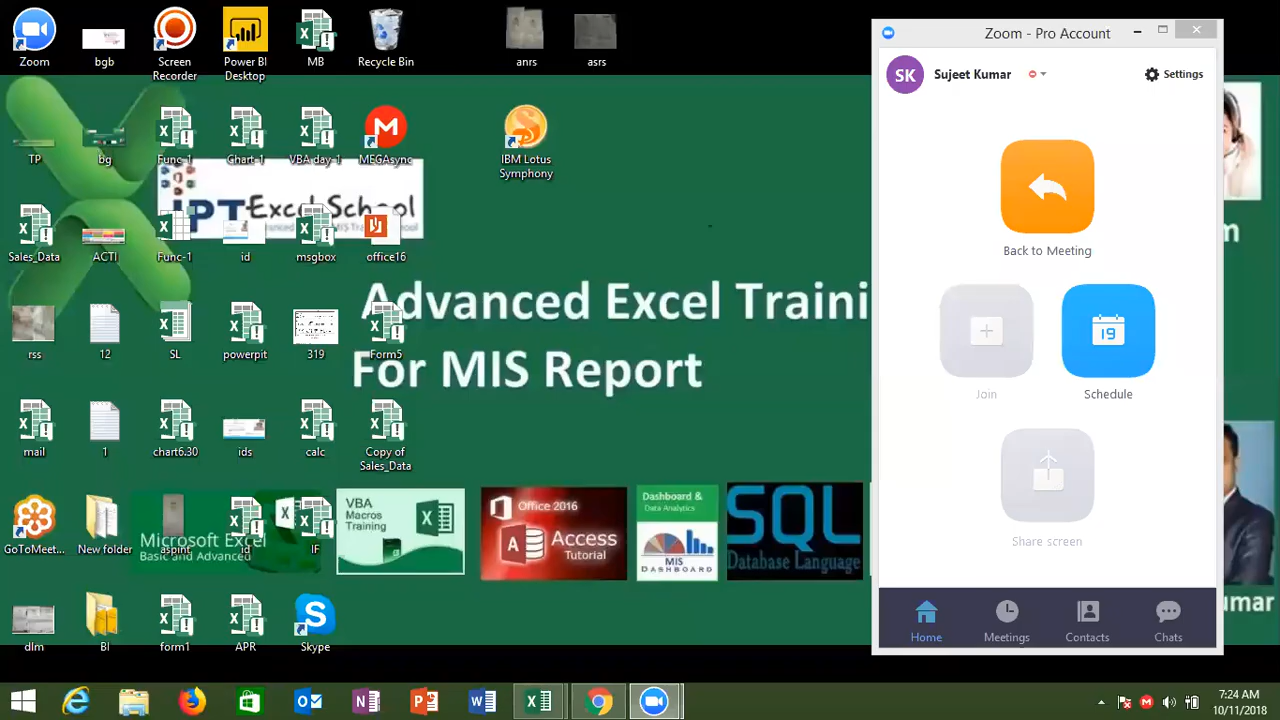 Zoom
bgb
Screen
Recorder
Power BI
Desktop
MB
Recycle Bin
anrs
asrs
TP
bg
Func-1
Chart-1
VBA day-1
MEGAsync
IBM Lotus
Symphony
iPT Excel School
Sales_Data
ACTI
Func-1
id
msgbox
office16
Advanced Excel Traini
For MIS Report
rss
12
SL
powerpit
319
Form5
mail
1
chart6.30
ids
calc
Copy of
Sales_Data
GoToMeet...
New folder
aspint
id
IF
Microsoft Excel
Basic and Advanced
VBA
Macros
Training
Office 2016
Access
Tutorial
Dashboard &
Data Analytics
MIS
DASHBOARD
SQL
Database Language
dlm
BI
form1
APR
Skype
Zoom - Pro Account
SK
Sujeet Kumar
Settings
Back to Meeting
19
Join
Schedule
Share screen
Home
Meetings
Contacts
Chats
umar
7:24 AM
10/11/2018